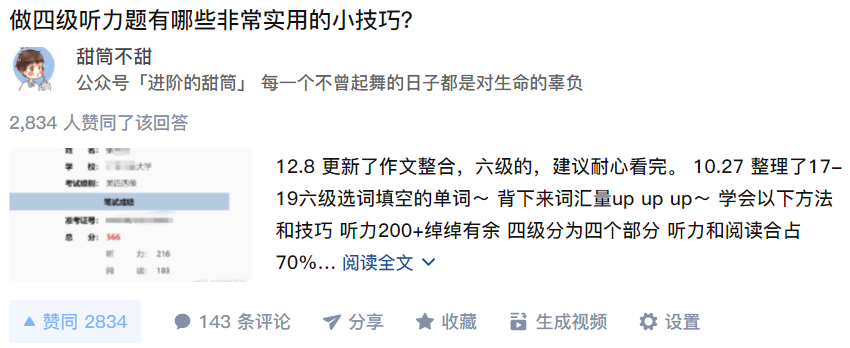 做四级听力题有哪些非常实用的小技巧？
甜筒不甜
公众号「进阶的甜筒」 每一个不曾起舞的日子都是对生命的辜负
2,834 人赞同了该回答
姓 名：
学 校： 大学
考试级别： 英语四级
笔试成绩
准考证号：
总 分： 566
听 力： 216
阅 读： 183
12.8 更新了作文整合，六级的，建议耐心看完。 10.27 整理了17-
19六级选词填空的单词～ 背下来词汇量up up up～ 学会以下方法
和技巧 听力200+绰绰有余 四级分为四个部分 听力和阅读合占
70%... 阅读全文
赞同 2834
143 条评论
分享
收藏
生成视频
设置